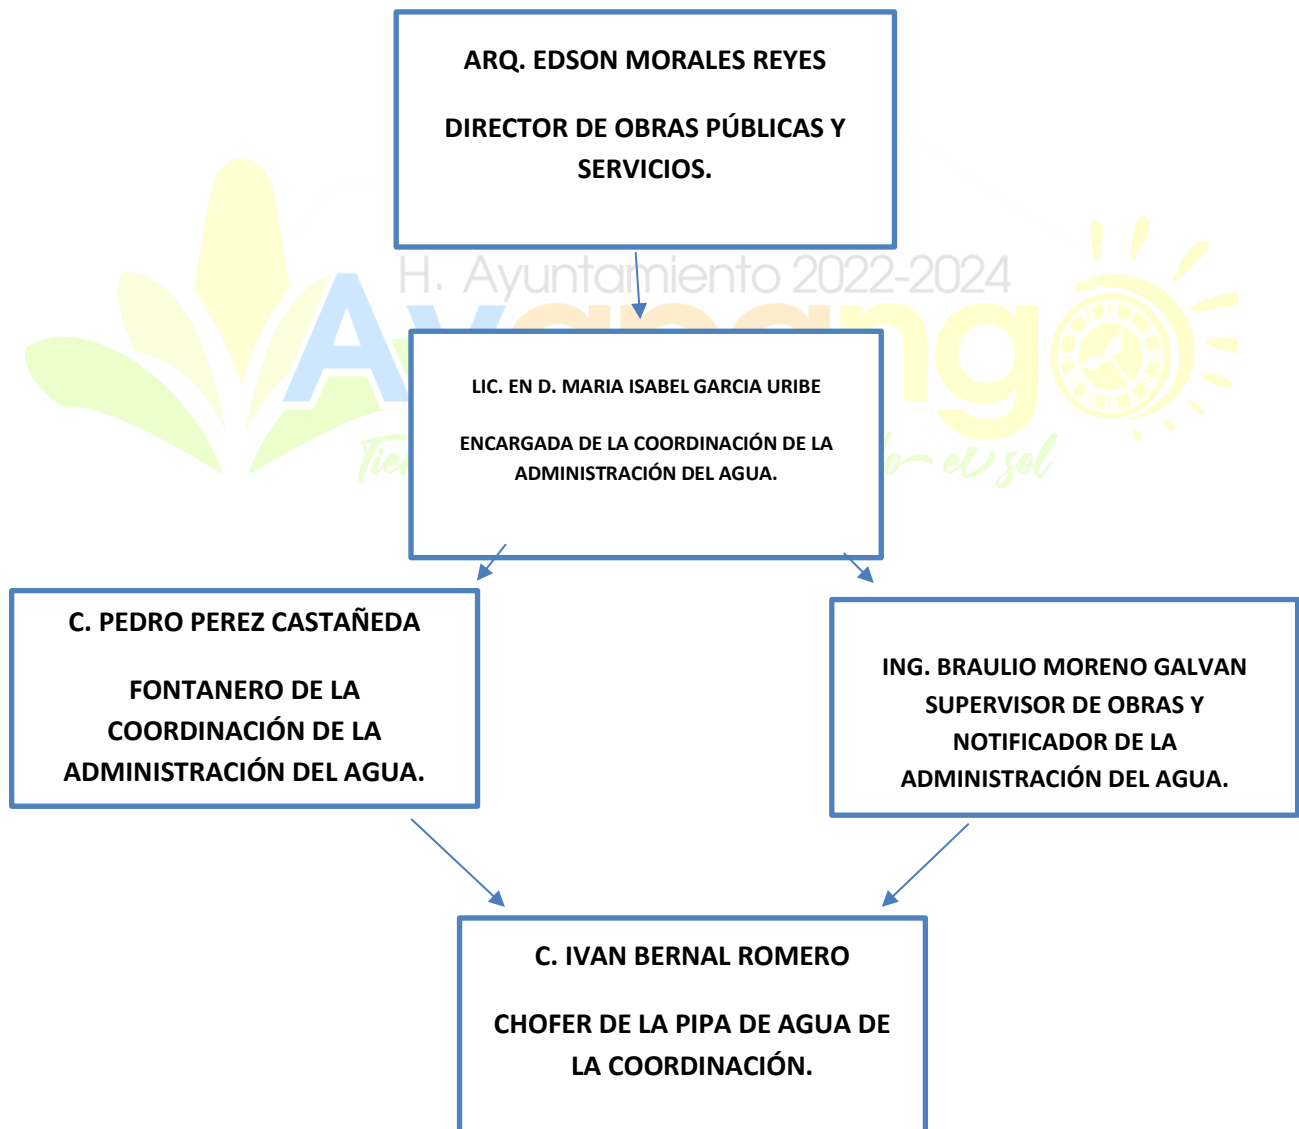 ARQ. EDSON MORALES REYES
DIRECTOR DE OBRAS PÚBLICAS Y
SERVICIOS.
H. Ayuntamiento 2022-2024
LIC. EN D. MARIA ISABEL GARCIA URIBE
ENCARGADA DE LA COORDINACIÓN DE LA
ADMINISTRACIÓN DEL AGUA.
el sol
C. PEDRO PEREZ CASTAÑEDA
FONTANERO DE LA
COORDINACIÓN DE LA
ADMINISTRACIÓN DEL AGUA.
ING. BRAULIO MORENO GALVAN
SUPERVISOR DE OBRAS Y
NOTIFICADOR DE LA
ADMINISTRACIÓN DEL AGUA.
C. IVAN BERNAL ROMERO
CHOFER DE LA PIPA DE AGUA DE
LA COORDINACIÓN.